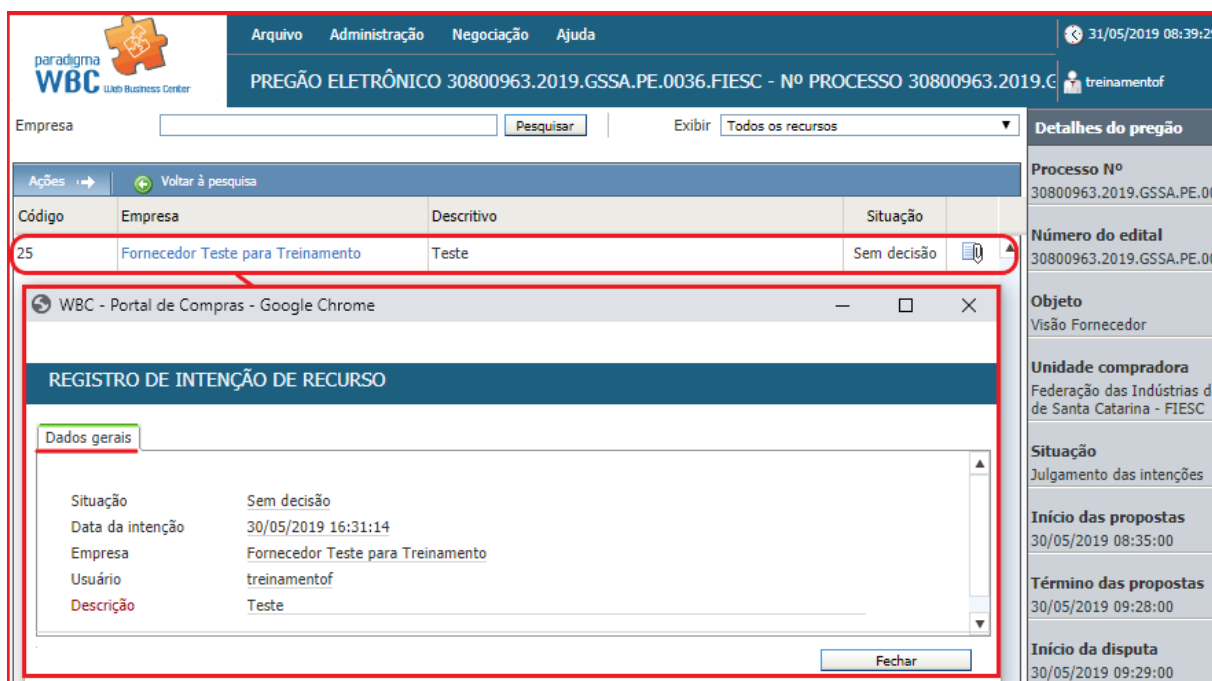 paradigma
WBC Web Business Center
Arquivo Administração Negociação Ajuda
31/05/2019 08:39:29
PREGÃO ELETRÔNICO 30800963.2019.GSSA.PE.0036.FIESC - Nº PROCESSO 30800963.2019.G
treinamentof
Empresa Pesquisar Exibir Todos os recursos
Detalhes do pregão
Ações Voltar à pesquisa
Código Empresa Descritivo Situação
25 Fornecedor Teste para Treinamento Teste Sem decisão
WBC - Portal de Compras - Google Chrome
REGISTRO DE INTENÇÃO DE RECURSO
Dados gerais
Situação Sem decisão
Data da intenção 30/05/2019 16:31:14
Empresa Fornecedor Teste para Treinamento
Usuário treinamentof
Descrição Teste
Fechar
Processo Nº
30800963.2019.GSSA.PE.00
Número do edital
30800963.2019.GSSA.PE.00
Objeto
Visão Fornecedor
Unidade compradora
Federação das Indústrias d
de Santa Catarina - FIESC
Situação
Julgamento das intenções
Início das propostas
30/05/2019 08:35:00
Término das propostas
30/05/2019 09:28:00
Início da disputa
30/05/2019 09:29:00